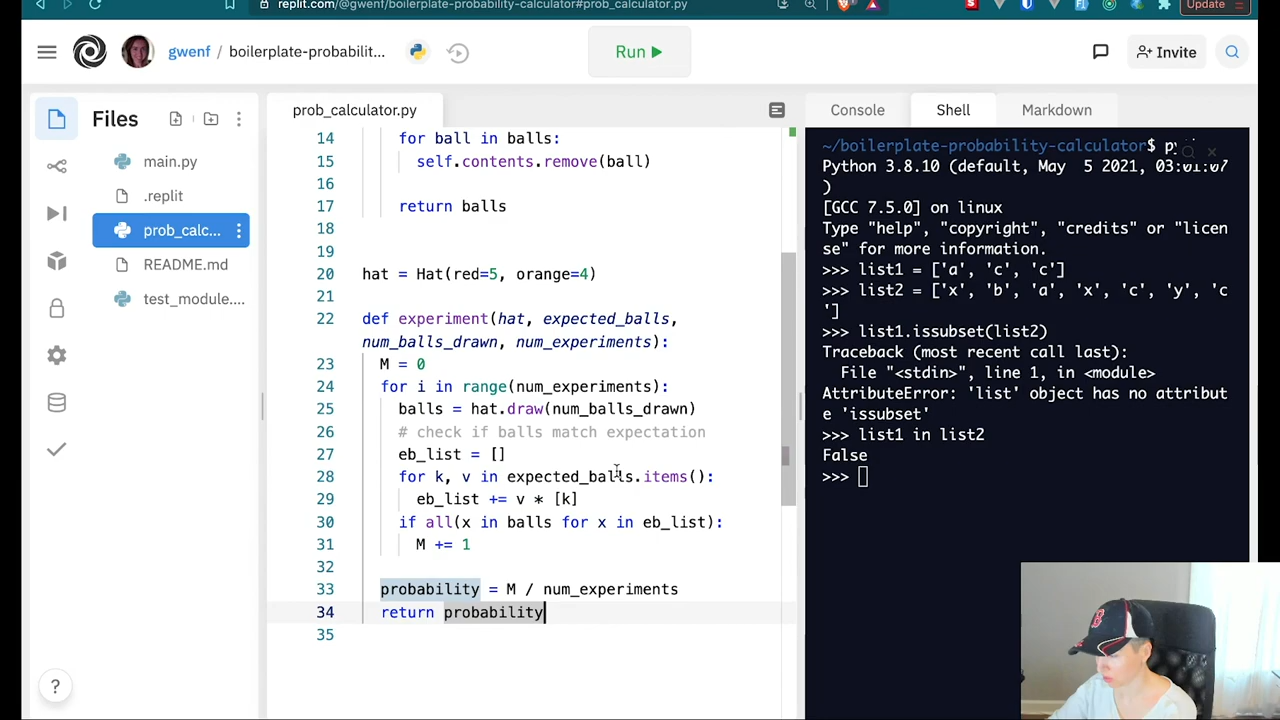 replit.com/@gwenf/boilerplate-probability-calculator#prob_calculator.py
Update
gwenf / boilerplate-probabilit...
Run
Invite
Files
main.py
.replit
prob_calc...
README.md
test_module....
prob_calculator.py
14 for ball in balls:
15 self.contents.remove(ball)
16
17 return balls
18
19
20 hat = Hat(red=5, orange=4)
21
22 def experiment(hat, expected_balls,
num_balls_drawn, num_experiments):
23 M = 0
24 for i in range(num_experiments):
25 balls = hat.draw(num_balls_drawn)
26 # check if balls match expectation
27 eb_list = []
28 for k, v in expected_balls.items():
29 eb_list += v * [k]
30 if all(x in balls for x in eb_list):
31 M += 1
32
33 probability = M / num_experiments
34 return probability
35
Console
Shell
Markdown
~/boilerplate-probability-calculator$
Python 3.8.10 (default, May 5 2021, 03:01:07
)
[GCC 7.5.0] on linux
Type "help", "copyright", "credits" or "licen
se" for more information.
>>> list1 = ['a', 'c', 'c']
>>> list2 = ['x', 'b', 'a', 'x', 'c', 'y', 'c
']
>>> list1.issubset(list2)
Traceback (most recent call last):
File "<stdin>", line 1, in <module>
AttributeError: 'list' object has no attribut
e 'issubset'
>>> list1 in list2
False
>>>
?